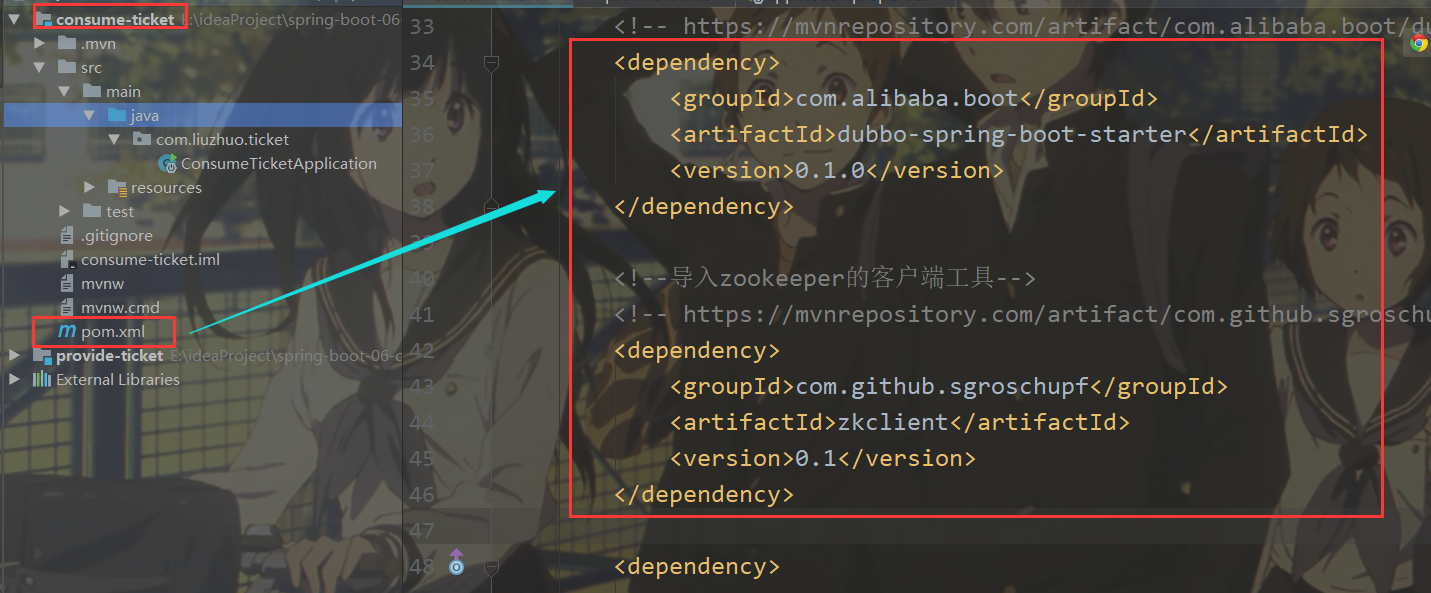 consume-ticket E:\ideaProject\spring-boot-06-
.mvn
src
main
java
com.liuzhuo.ticket
ConsumeTicketApplication
resources
test
.gitignore
consume-ticket.iml
mvnw
mvnw.cmd
pom.xml
provide-ticket E:\ideaProject\spring-boot-06-c
External Libraries
33 <!-- https://mvnrepository.com/artifact/com.alibaba.boot/du
34 <dependency>
35 <groupId>com.alibaba.boot</groupId>
36 <artifactId>dubbo-spring-boot-starter</artifactId>
37 <version>0.1.0</version>
38 </dependency>
39
40 <!--导入zookeeper的客户端工具-->
41 <!-- https://mvnrepository.com/artifact/com.github.sgroschu
42 <dependency>
43 <groupId>com.github.sgroschupf</groupId>
44 <artifactId>zkclient</artifactId>
45 <version>0.1</version>
46 </dependency>
47
48 <dependency>